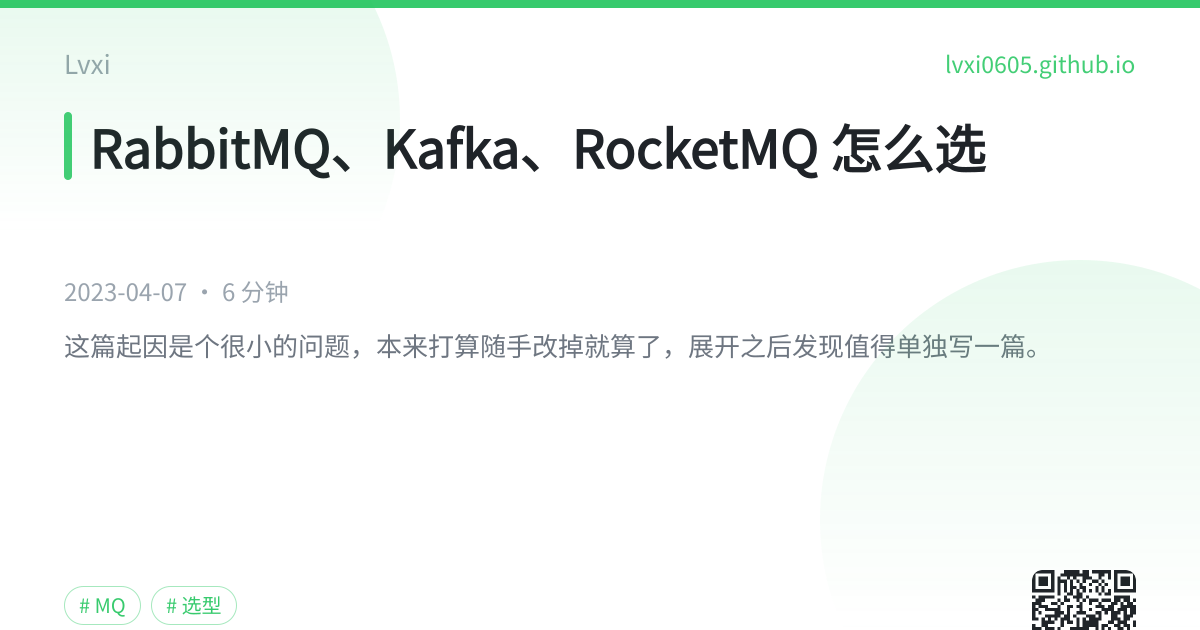 Lvxi
lvxi0605.github.io
RabbitMQ、Kafka、RocketMQ 怎么选
2023-04-07 · 6 分钟
这篇起因是个很小的问题，本来打算随手改掉就算了，展开之后发现值得单独写一篇。
# MQ
# 选型